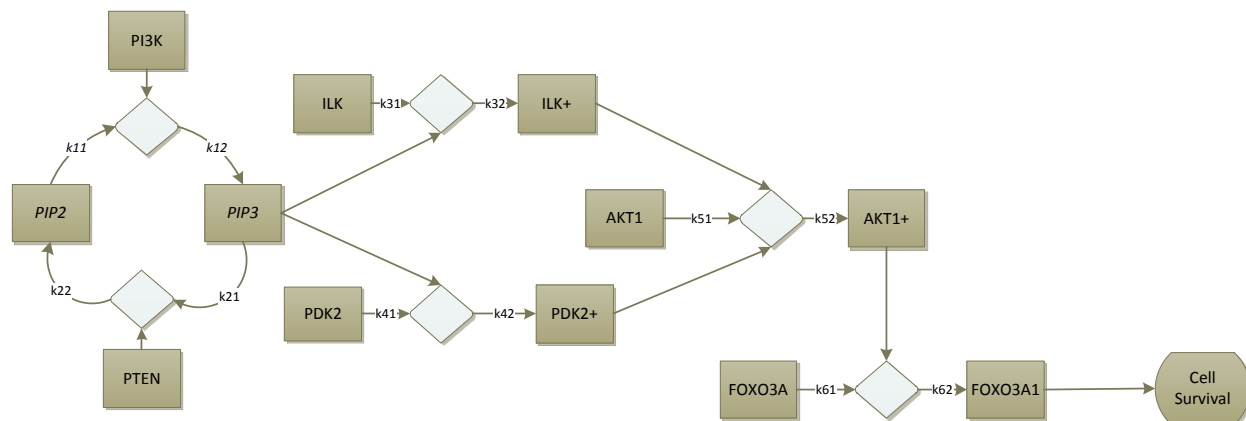 PI3K
k11
k12
PIP2
PIP3
k22
k21
PTEN
ILK
k31
k32
ILK+
AKT1
k51
k52
AKT1+
PDK2
k41
k42
PDK2+
FOXO3A
k61
k62
FOXO3A1
Cell
Survival